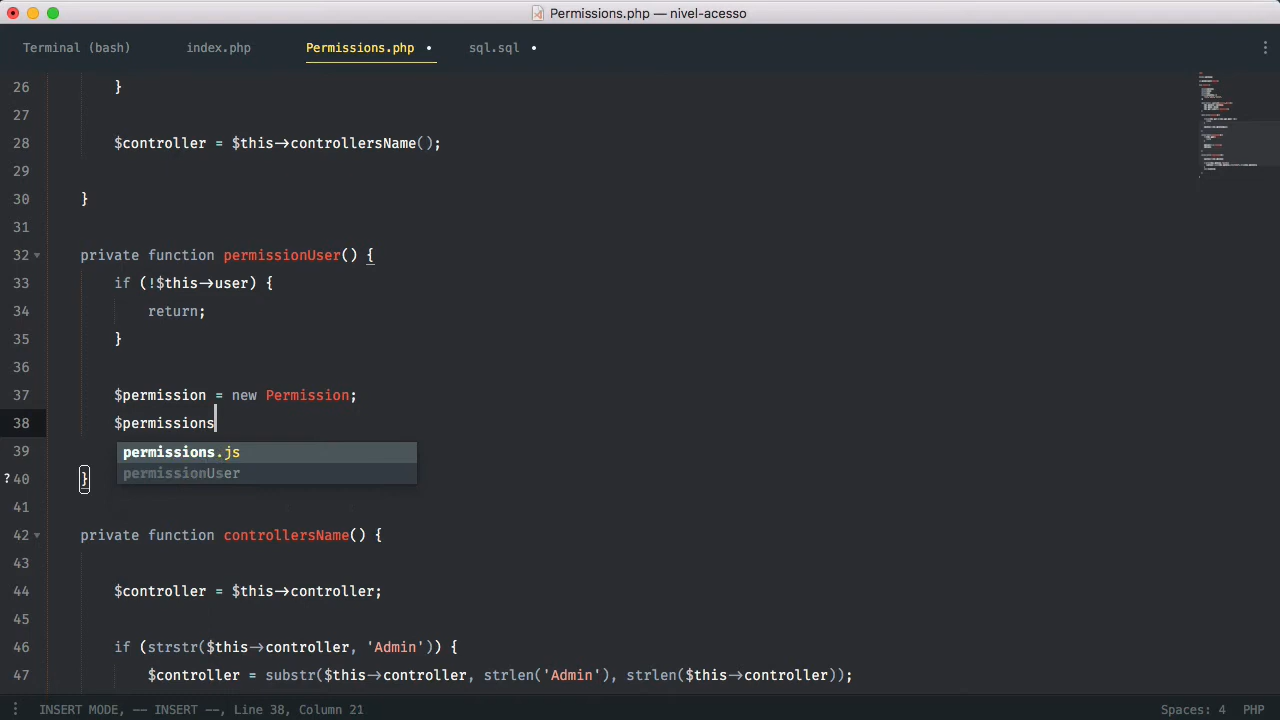 Permissions.php — nivel-acesso
Terminal (bash) index.php Permissions.php • sql.sql •
26 }
27
28 $controller = $this->controllersName();
29
30 }
31
32 private function permissionUser() {
33 if (!$this->user) {
34 return;
35 }
36
37 $permission = new Permission;
38 $permissions
39 permissions.js
permissionUser
? 40 }
41
42 private function controllersName() {
43
44 $controller = $this->controller;
45
46 if (strstr($this->controller, 'Admin')) {
47 $controller = substr($this->controller, strlen('Admin'), strlen($this->controller));
INSERT MODE, -- INSERT --, Line 38, Column 21 Spaces: 4 PHP